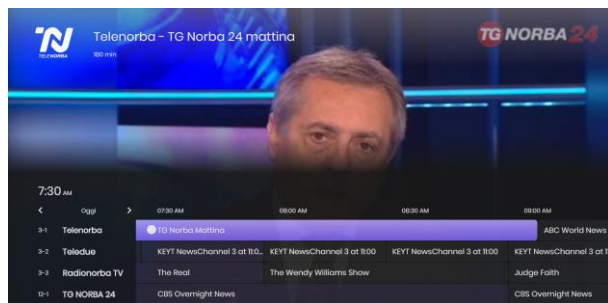 TN
TELENORBA
Telenorba - TG Norba 24 mattina
180 min
TG NORBA 24
7:30 AM
Oggi
07:30 AM 08:00 AM 08:30 AM 09:00 AM
3-1 Telenorba TG Norba Mattina ABC World News
3-2 Teledue KEYT NewsChannel 3 at 11:0... KEYT NewsChannel 3 at 11:00 KEYT NewsChannel 3 at 11:00 KEYT NewsChannel 3 at 1
3-3 Radionorba TV The Real The Wendy Williams Show Judge Faith
12-1 TG NORBA 24 CBS Overnight News CBS Overnight News